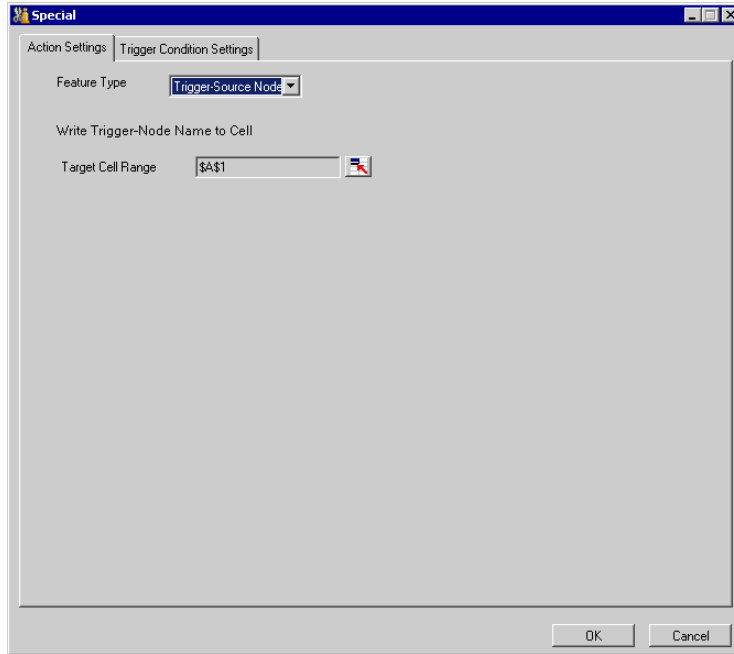 Special
Action Settings Trigger Condition Settings
Feature Type Trigger-Source Node
Write Trigger-Node Name to Cell
Target Cell Range $A$1
OK Cancel